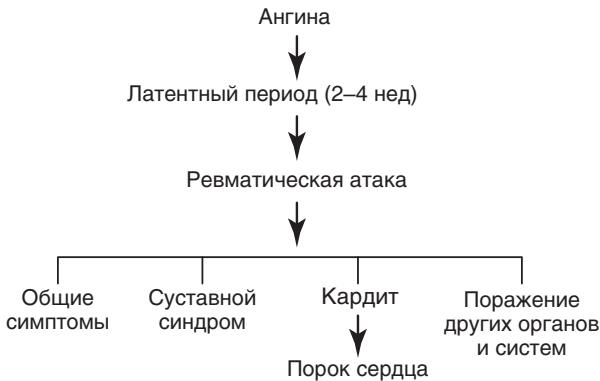 Ангина
Латентный период (2–4 нед)
Ревматическая атака
Общие
симптомы
Суставной
синдром
Кардит
Поражение
других органов
и систем
Порок сердца